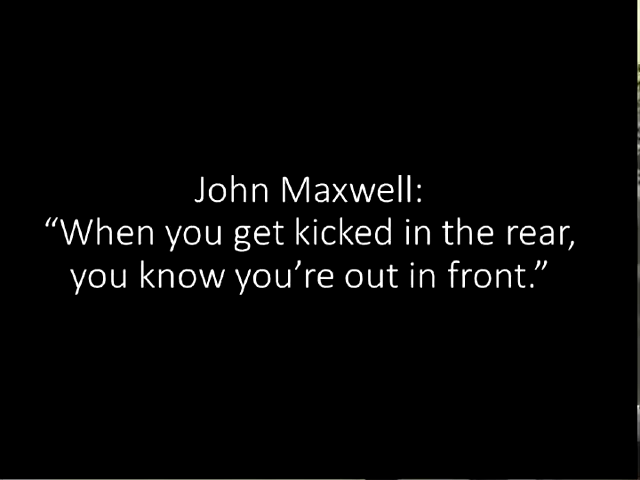 John Maxwell:
“When you get kicked in the rear,
you know you’re out in front.”